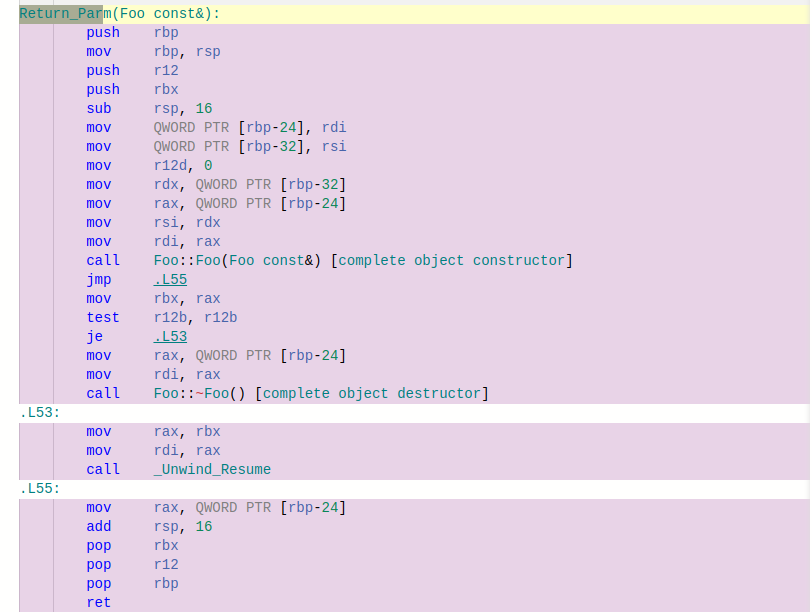 Return_Parm(Foo const&):
push rbp
mov rbp, rsp
push r12
push rbx
sub rsp, 16
mov QWORD PTR [rbp-24], rdi
mov QWORD PTR [rbp-32], rsi
mov r12d, 0
mov rdx, QWORD PTR [rbp-32]
mov rax, QWORD PTR [rbp-24]
mov rsi, rdx
mov rdi, rax
call Foo::Foo(Foo const&) [complete object constructor]
jmp .L55
mov rbx, rax
test r12b, r12b
je .L53
mov rax, QWORD PTR [rbp-24]
mov rdi, rax
call Foo::~Foo() [complete object destructor]
.L53:
mov rax, rbx
mov rdi, rax
call _Unwind_Resume
.L55:
mov rax, QWORD PTR [rbp-24]
add rsp, 16
pop rbx
pop r12
pop rbp
ret